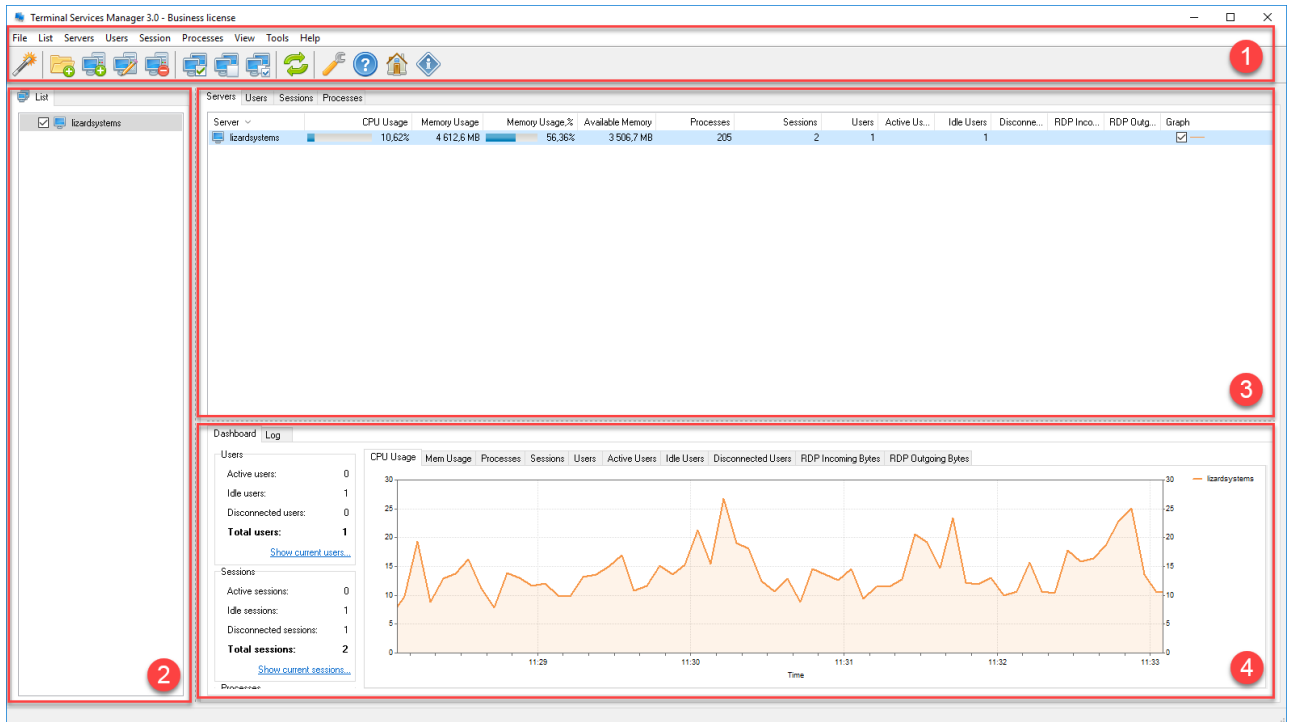 Terminal Services Manager 3.0 - Business license
File List Servers Users Session Processes View Tools Help
1
List
lizardsystems
2
Servers Users Sessions Processes
Server CPU Usage Memory Usage Memory Usage,% Available Memory Processes Sessions Users Active Us... Idle Users Disconne... RDP Inco... RDP Outg... Graph
lizardsystems 10,62% 4 612,6 MB 56,36% 3 506,7 MB 205 2 1 1
3
Dashboard Log
Users
Active users: 0
Idle users: 1
Disconnected users: 0
Total users: 1
Show current users...
Sessions
Active sessions: 0
Idle sessions: 1
Disconnected sessions: 1
Total sessions: 2
Show current sessions...
Processes
CPU Usage Mem Usage Processes Sessions Users Active Users Idle Users Disconnected Users RDP Incoming Bytes RDP Outgoing Bytes
30 30 lizardsystems
25 25
20 20
15 15
10 10
5 5
0 0
11:29 11:30 11:31 11:32 11:33
Time
4